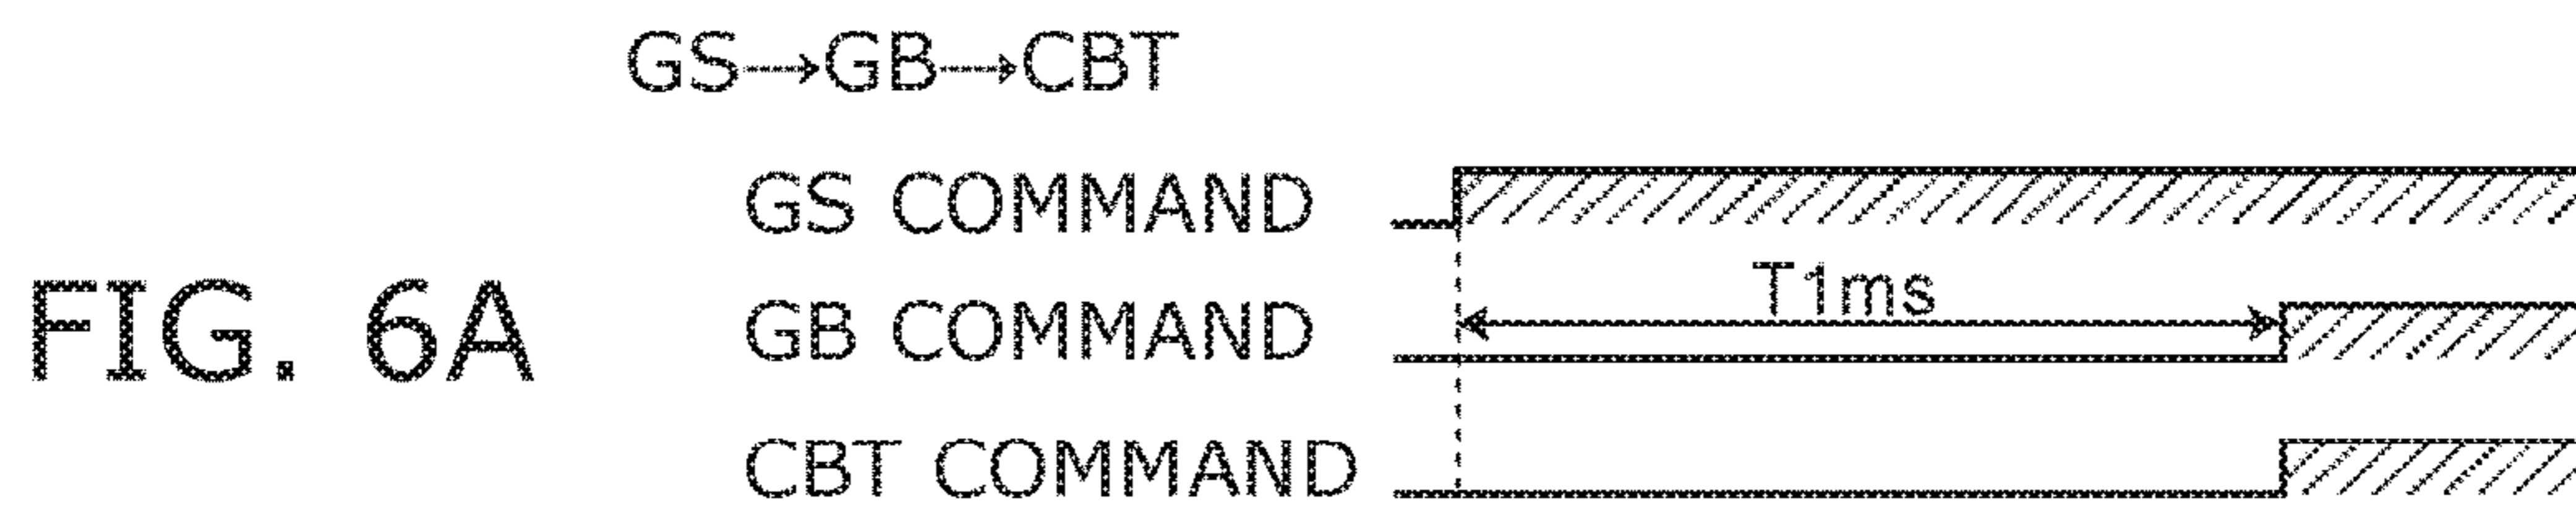 GS→GB→CBT
GS COMMAND
T1ms
FIG. 6A
GB COMMAND
CBT COMMAND